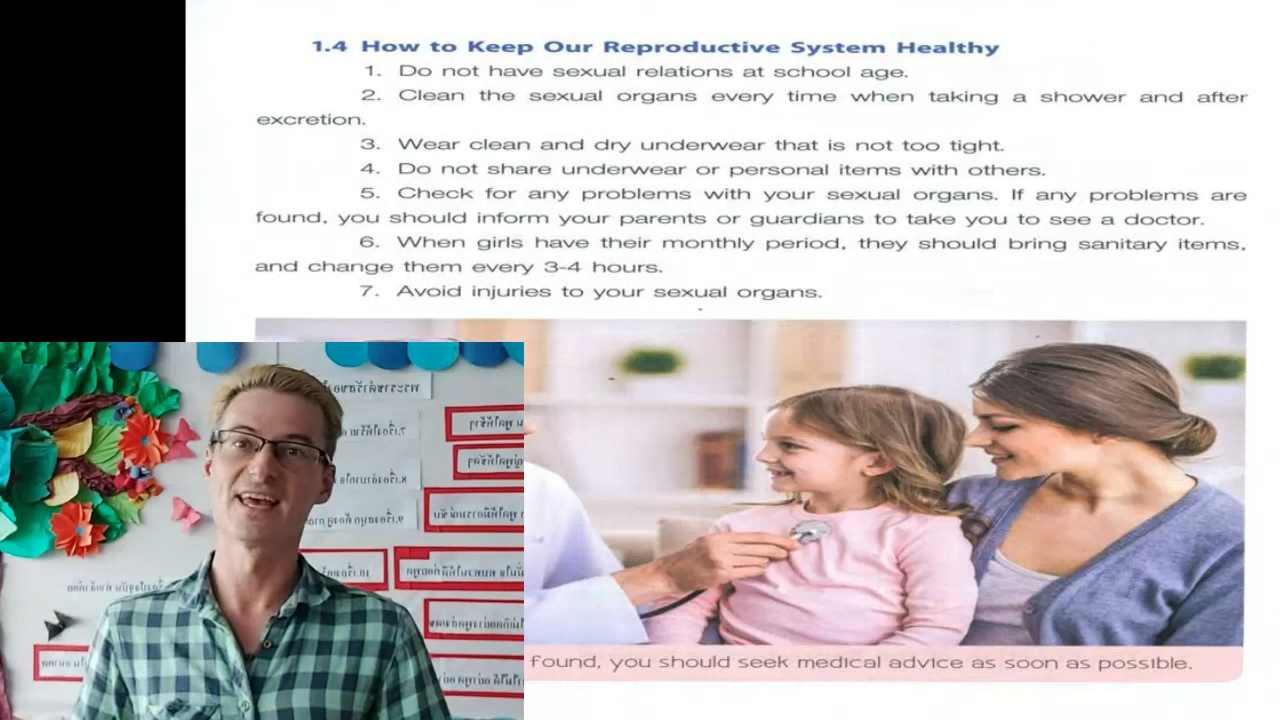 1.4 How to Keep Our Reproductive System Healthy
1. Do not have sexual relations at school age.
2. Clean the sexual organs every time when taking a shower and after
excretion.
3. Wear clean and dry underwear that is not too tight.
4. Do not share underwear or personal items with others.
5. Check for any problems with your sexual organs. If any problems are
found, you should inform your parents or guardians to take you to see a doctor.
6. When girls have their monthly period, they should bring sanitary items,
and change them every 3-4 hours.
7. Avoid injuries to your sexual organs.
found, you should seek medical advice as soon as possible.